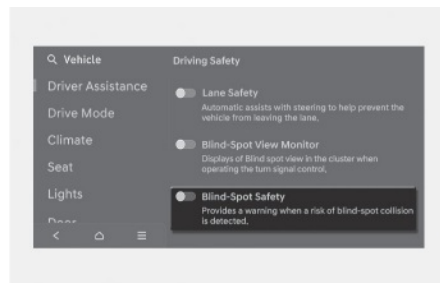 Vehicle
Driver Assistance
Drive Mode
Climate
Seat
Lights
Door
Driving Safety
Lane Safety
Automatic assists with steering to help prevent the
vehicle from leaving the lane.
Blind-Spot View Monitor
Displays of Blind spot view in the cluster when
operating the turn signal control.
Blind-Spot Safety
Provides a warning when a risk of blind-spot collision
is detected.